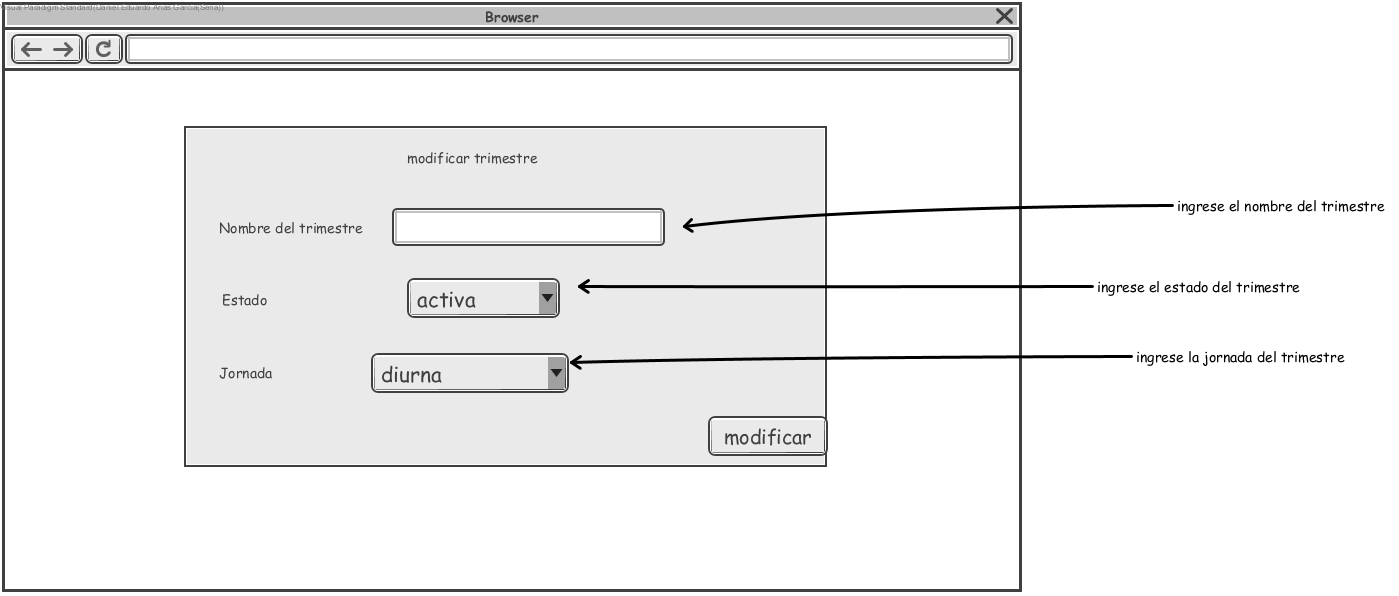 Visual Paradigm Standard(Daniel Eduardo Arias Garcia(Sena))
Browser
modificar trimestre
Nombre del trimestre
ingrese el nombre del trimestre
Estado
activa
ingrese el estado del trimestre
Jornada
diurna
ingrese la jornada del trimestre
modificar